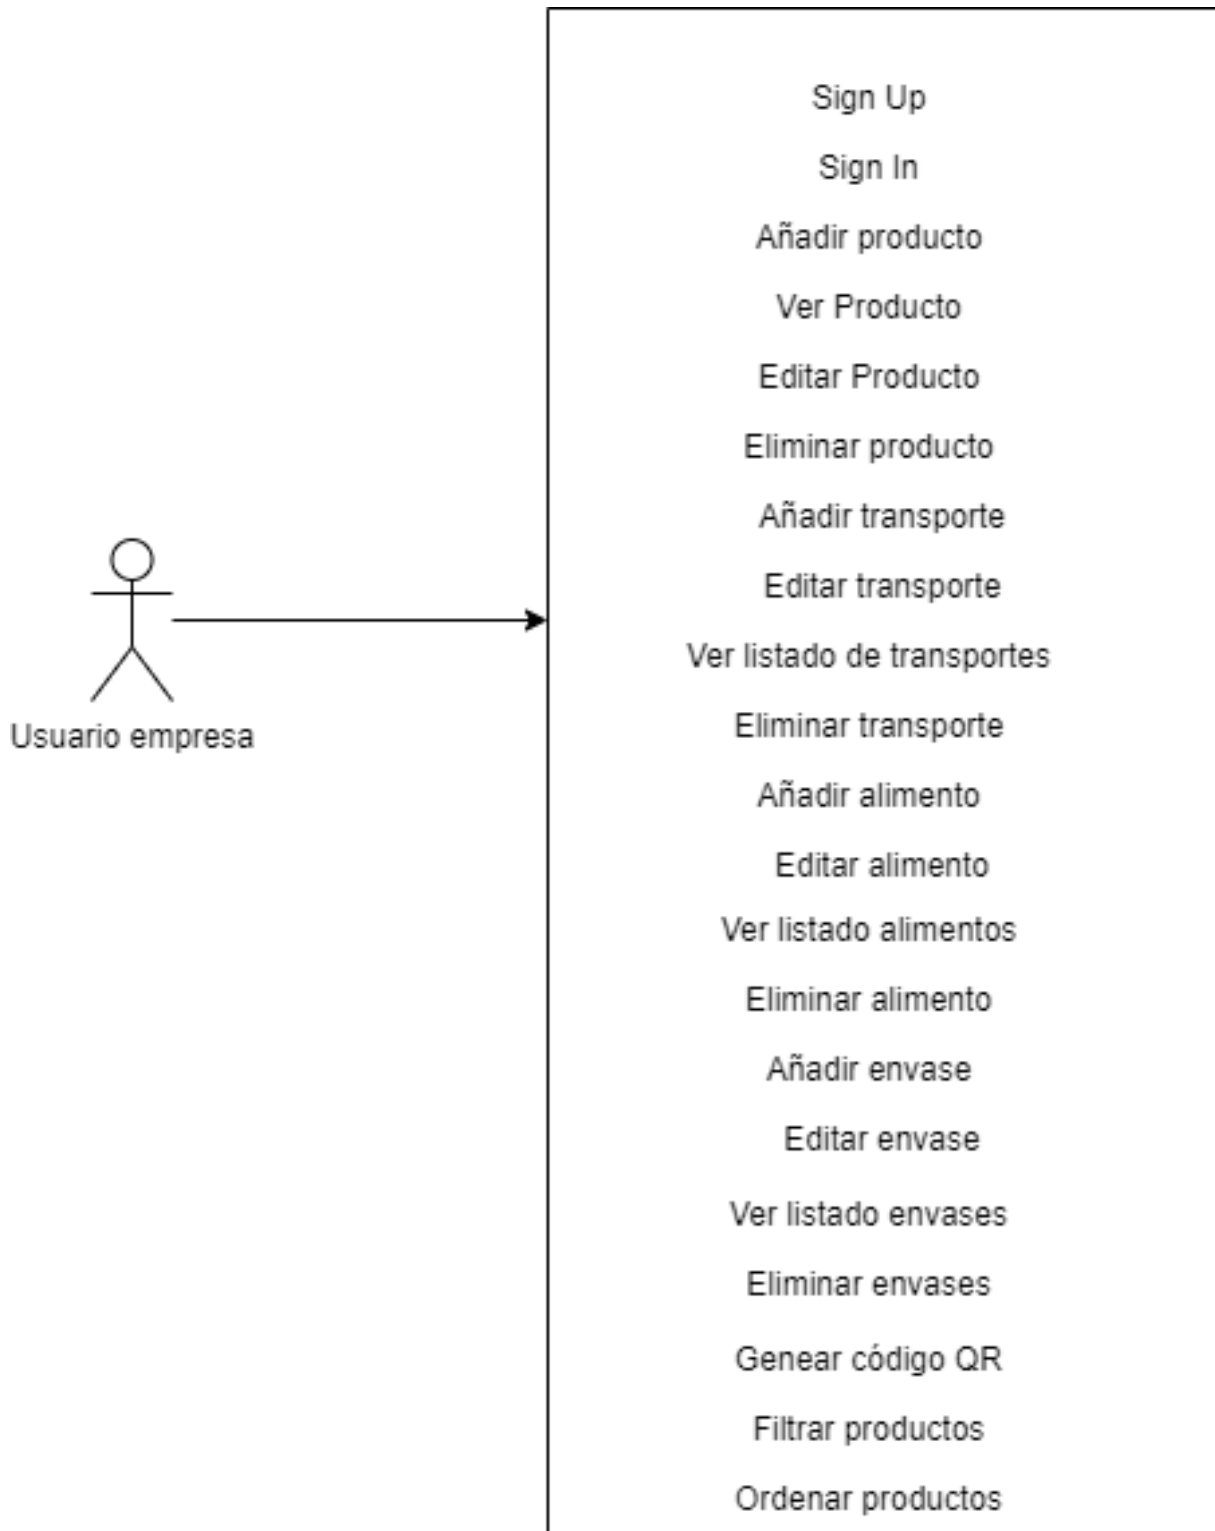 Sign Up
Sign In
Añadir producto
Ver Producto
Editar Producto
Eliminar producto
Añadir transporte
Editar transporte
Ver listado de transportes
Eliminar transporte
Usuario empresa
Añadir alimento
Editar alimento
Ver listado alimentos
Eliminar alimento
Añadir envase
Editar envase
Ver listado envases
Eliminar envases
Genear código QR
Filtrar productos
Ordenar productos